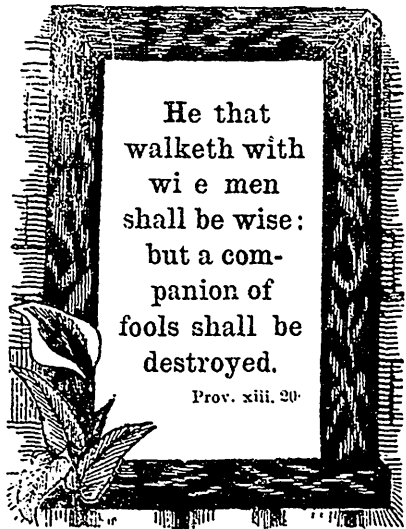 He that
walketh with
wi e men
shall be wise:
but a com-
panion of
fools shall be
destroyed.
Prov. xiii. 20.